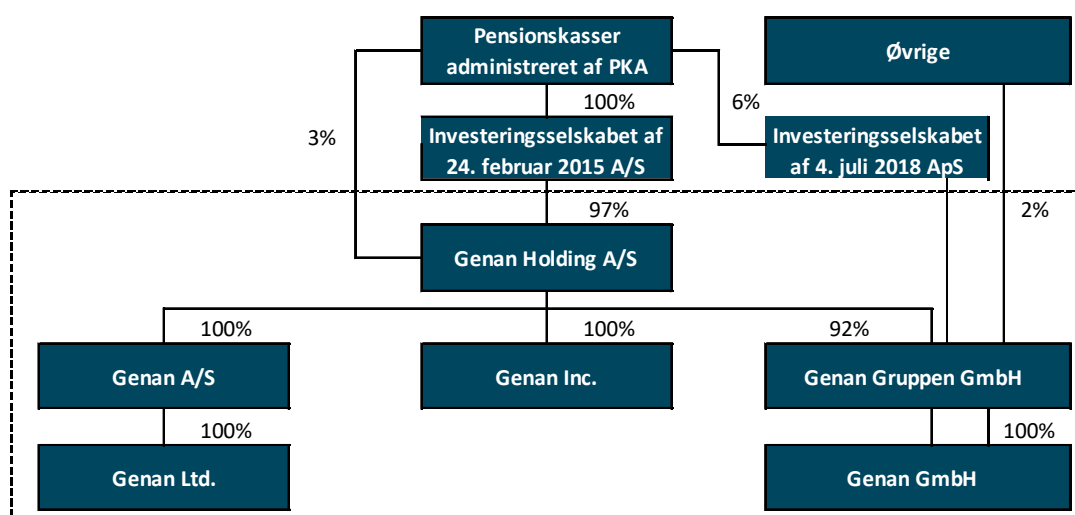 Pensionskasser
administreret af PKA
Øvrige
100%
6%
3%
Investeringsselskabet af
24. februar 2015 A/S
Investeringsselskabet
af 4. juli 2018 ApS
97%
2%
Genan Holding A/S
100%
100%
92%
Genan A/S
Genan Inc.
Genan Gruppen GmbH
100%
100%
Genan Ltd.
Genan GmbH